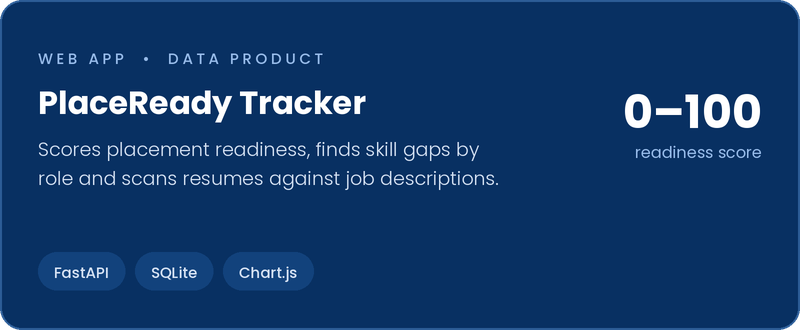 WEB APP • DATA PRODUCT
PlaceReady Tracker
Scores placement readiness, finds skill gaps by
role and scans resumes against job descriptions.
0–100
readiness score
FastAPI
SQLite
Chart.js